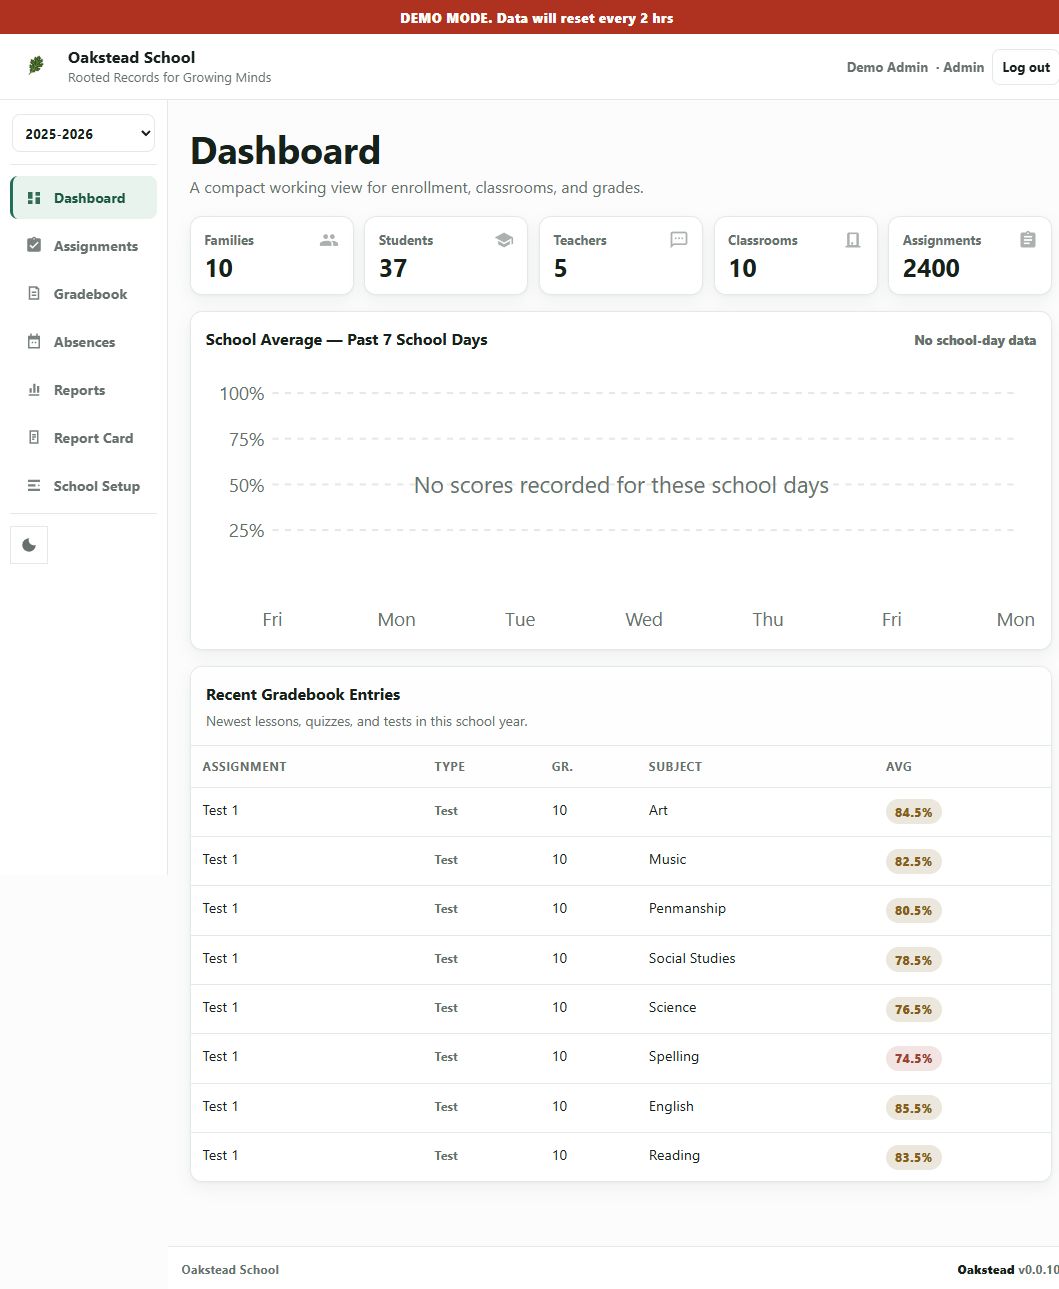 DEMO MODE. Data will reset every 2 hrs
Oakstead School
Rooted Records for Growing Minds
Demo Admin · Admin
Log out
2025-2026
Dashboard
Assignments
Gradebook
Absences
Reports
Report Card
School Setup
Dashboard
A compact working view for enrollment, classrooms, and grades.
Families
10
Students
37
Teachers
5
Classrooms
10
Assignments
2400
School Average — Past 7 School Days
No school-day data
100%
75%
50%
25%
No scores recorded for these school days
Fri Mon Tue Wed Thu Fri Mon
Recent Gradebook Entries
Newest lessons, quizzes, and tests in this school year.
ASSIGNMENT TYPE GR. SUBJECT AVG
Test 1 Test 10 Art 84.5%
Test 1 Test 10 Music 82.5%
Test 1 Test 10 Penmanship 80.5%
Test 1 Test 10 Social Studies 78.5%
Test 1 Test 10 Science 76.5%
Test 1 Test 10 Spelling 74.5%
Test 1 Test 10 English 85.5%
Test 1 Test 10 Reading 83.5%
Oakstead School
Oakstead v0.0.10